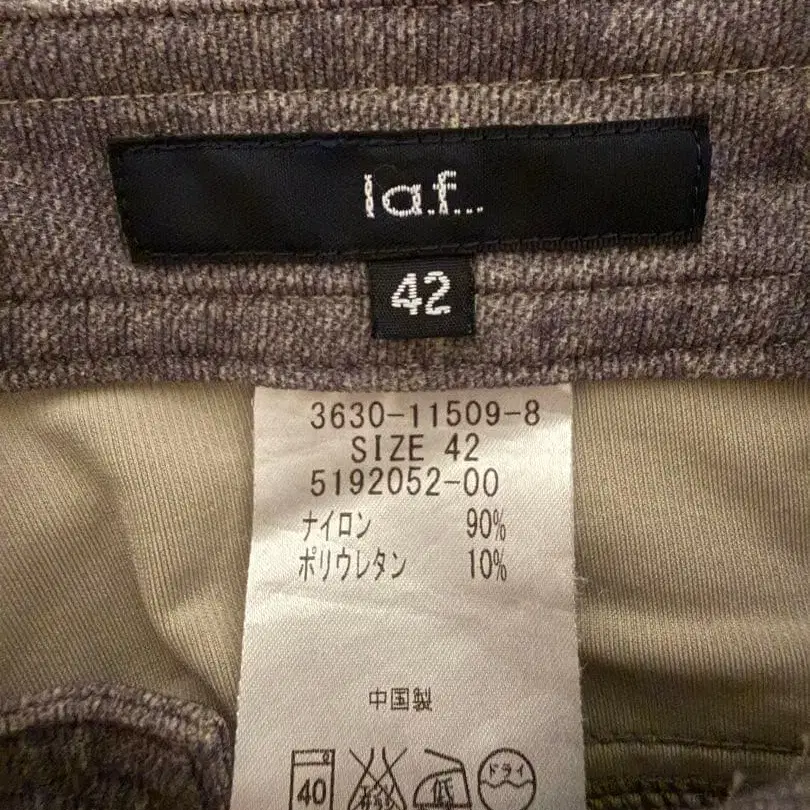 la.f...
42
3630-11509-8
SIZE 42
5192052-00
ナイロン 90%
ポリウレタン 10%
中国製
40 低 ドライ